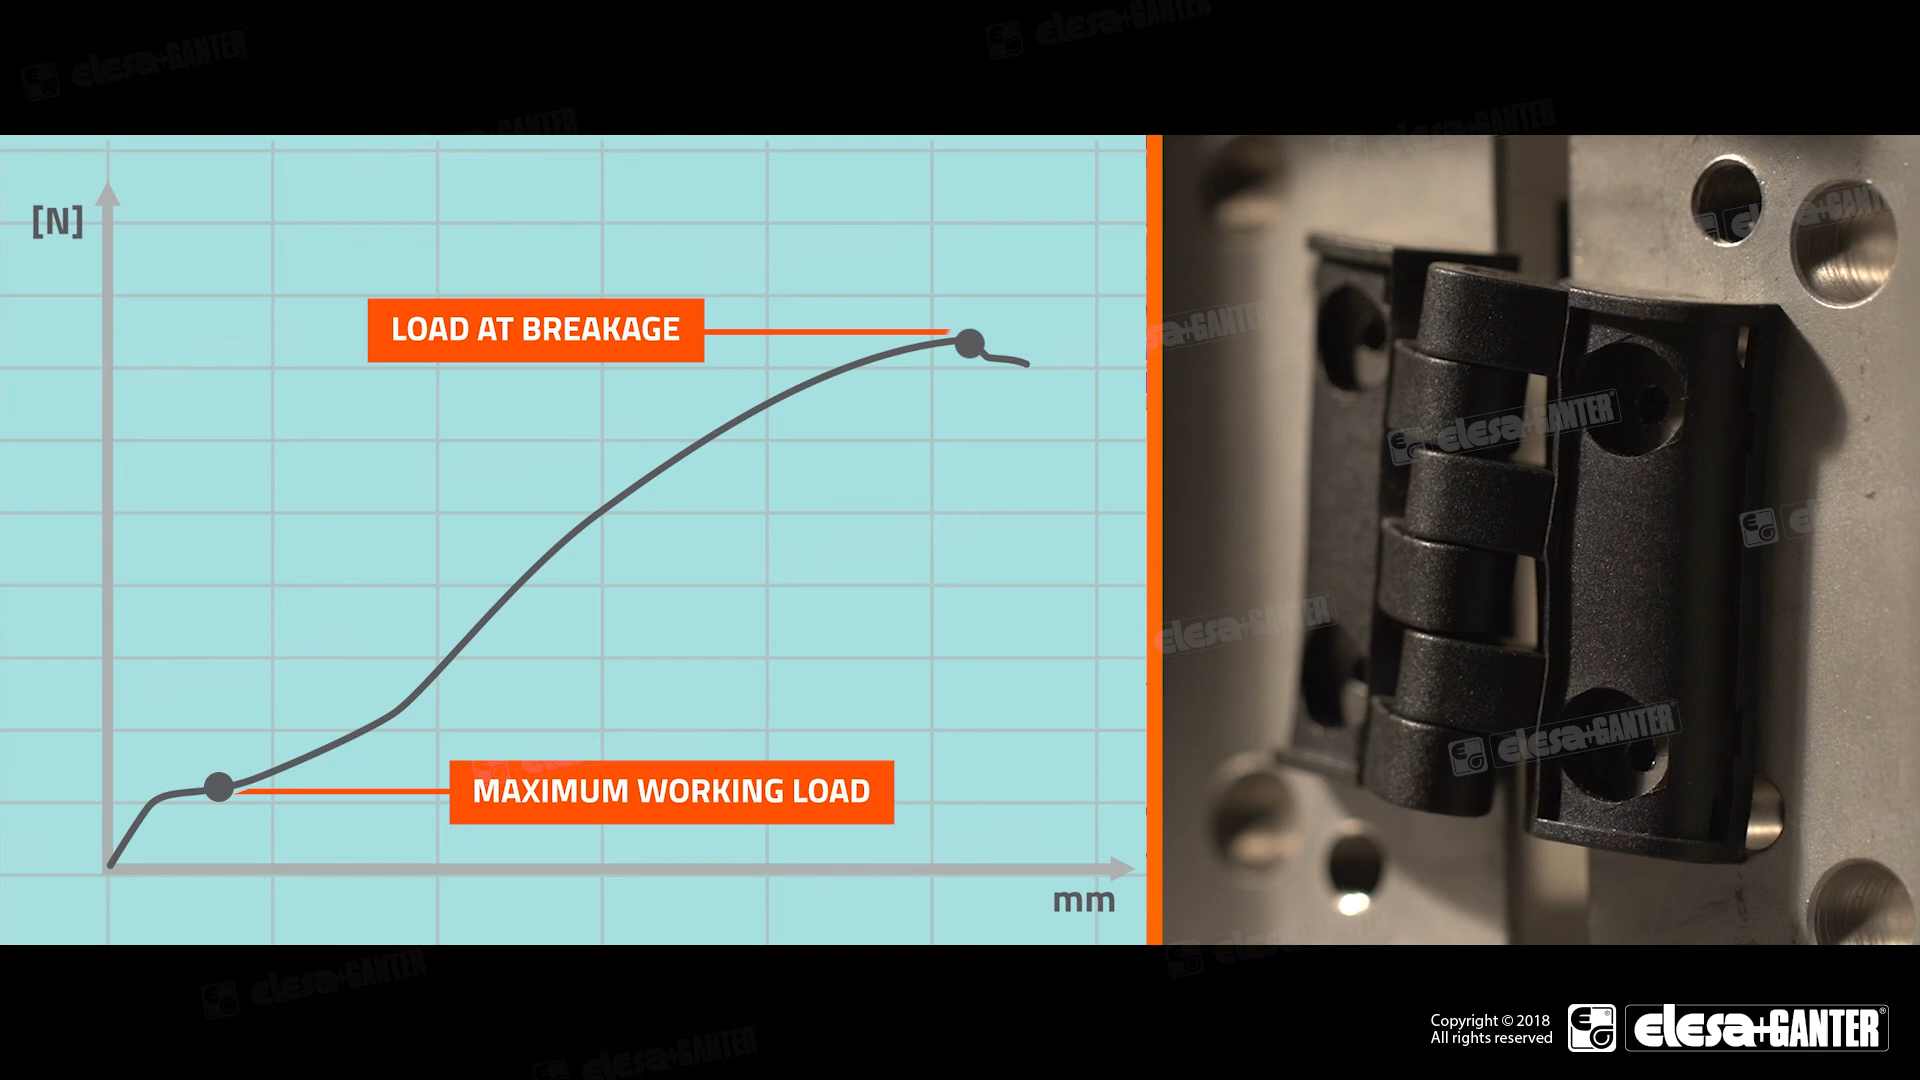 [N]
LOAD AT BREAKAGE
MAXIMUM WORKING LOAD
mm
Copyright © 2018
All rights reserved
elesa+GANTER®